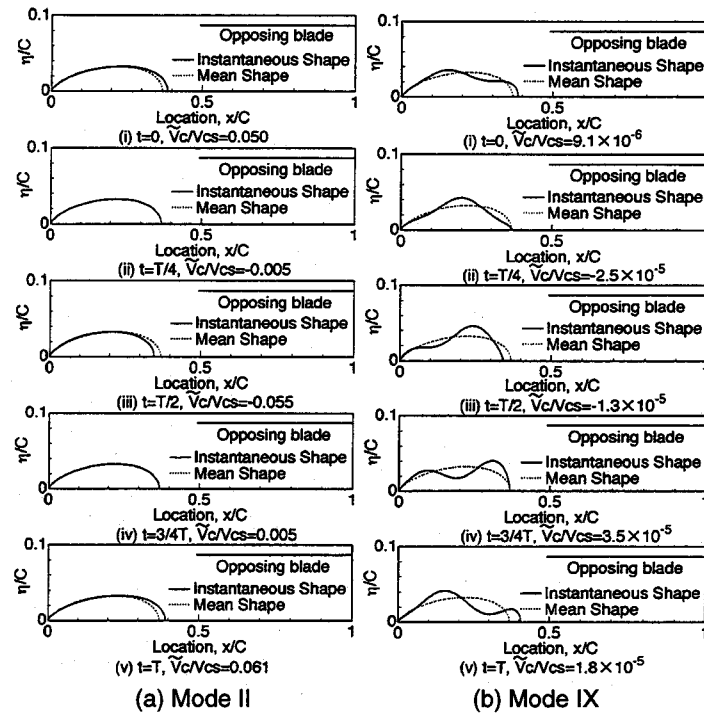 0.1
η/C
0
Opposing blade
Instantaneous Shape
Mean Shape
0 0.5 1
Location, x/C
(i) t=0, Ṽc/Vcs=0.050
0.1
η/C
0
Opposing blade
Instantaneous Shape
Mean Shape
0 0.5 1
Location, x/C
(ii) t=T/4, Ṽc/Vcs=-0.005
0.1
η/C
0
Opposing blade
Instantaneous Shape
Mean Shape
0 0.5 1
Location, x/C
(iii) t=T/2, Ṽc/Vcs=-0.055
0.1
η/C
0
Opposing blade
Instantaneous Shape
Mean Shape
0 0.5 1
Location, x/C
(iv) t=3/4T, Ṽc/Vcs=0.005
0.1
η/C
0
Opposing blade
Instantaneous Shape
Mean Shape
0 0.5 1
Location, x/C
(v) t=T, Ṽc/Vcs=0.061
(a) Mode II
0.1
η/C
0
Opposing blade
Instantaneous Shape
Mean Shape
0 0.5 1
Location, x/C
(i) t=0, Ṽc/Vcs=9.1×10⁻⁶
0.1
η/C
0
Opposing blade
Instantaneous Shape
Mean Shape
0 0.5 1
Location, x/C
(ii) t=T/4, Ṽc/Vcs=-2.5×10⁻⁵
0.1
η/C
0
Opposing blade
Instantaneous Shape
Mean Shape
0 0.5 1
Location, x/C
(iii) t=T/2, Ṽc/Vcs=-1.3×10⁻⁵
0.1
η/C
0
Opposing blade
Instantaneous Shape
Mean Shape
0 0.5 1
Location, x/C
(iv) t=3/4T, Ṽc/Vcs=3.5×10⁻⁵
0.1
η/C
0
Opposing blade
Instantaneous Shape
Mean Shape
0 0.5 1
Location, x/C
(v) t=T, Ṽc/Vcs=1.8×10⁻⁵
(b) Mode IX